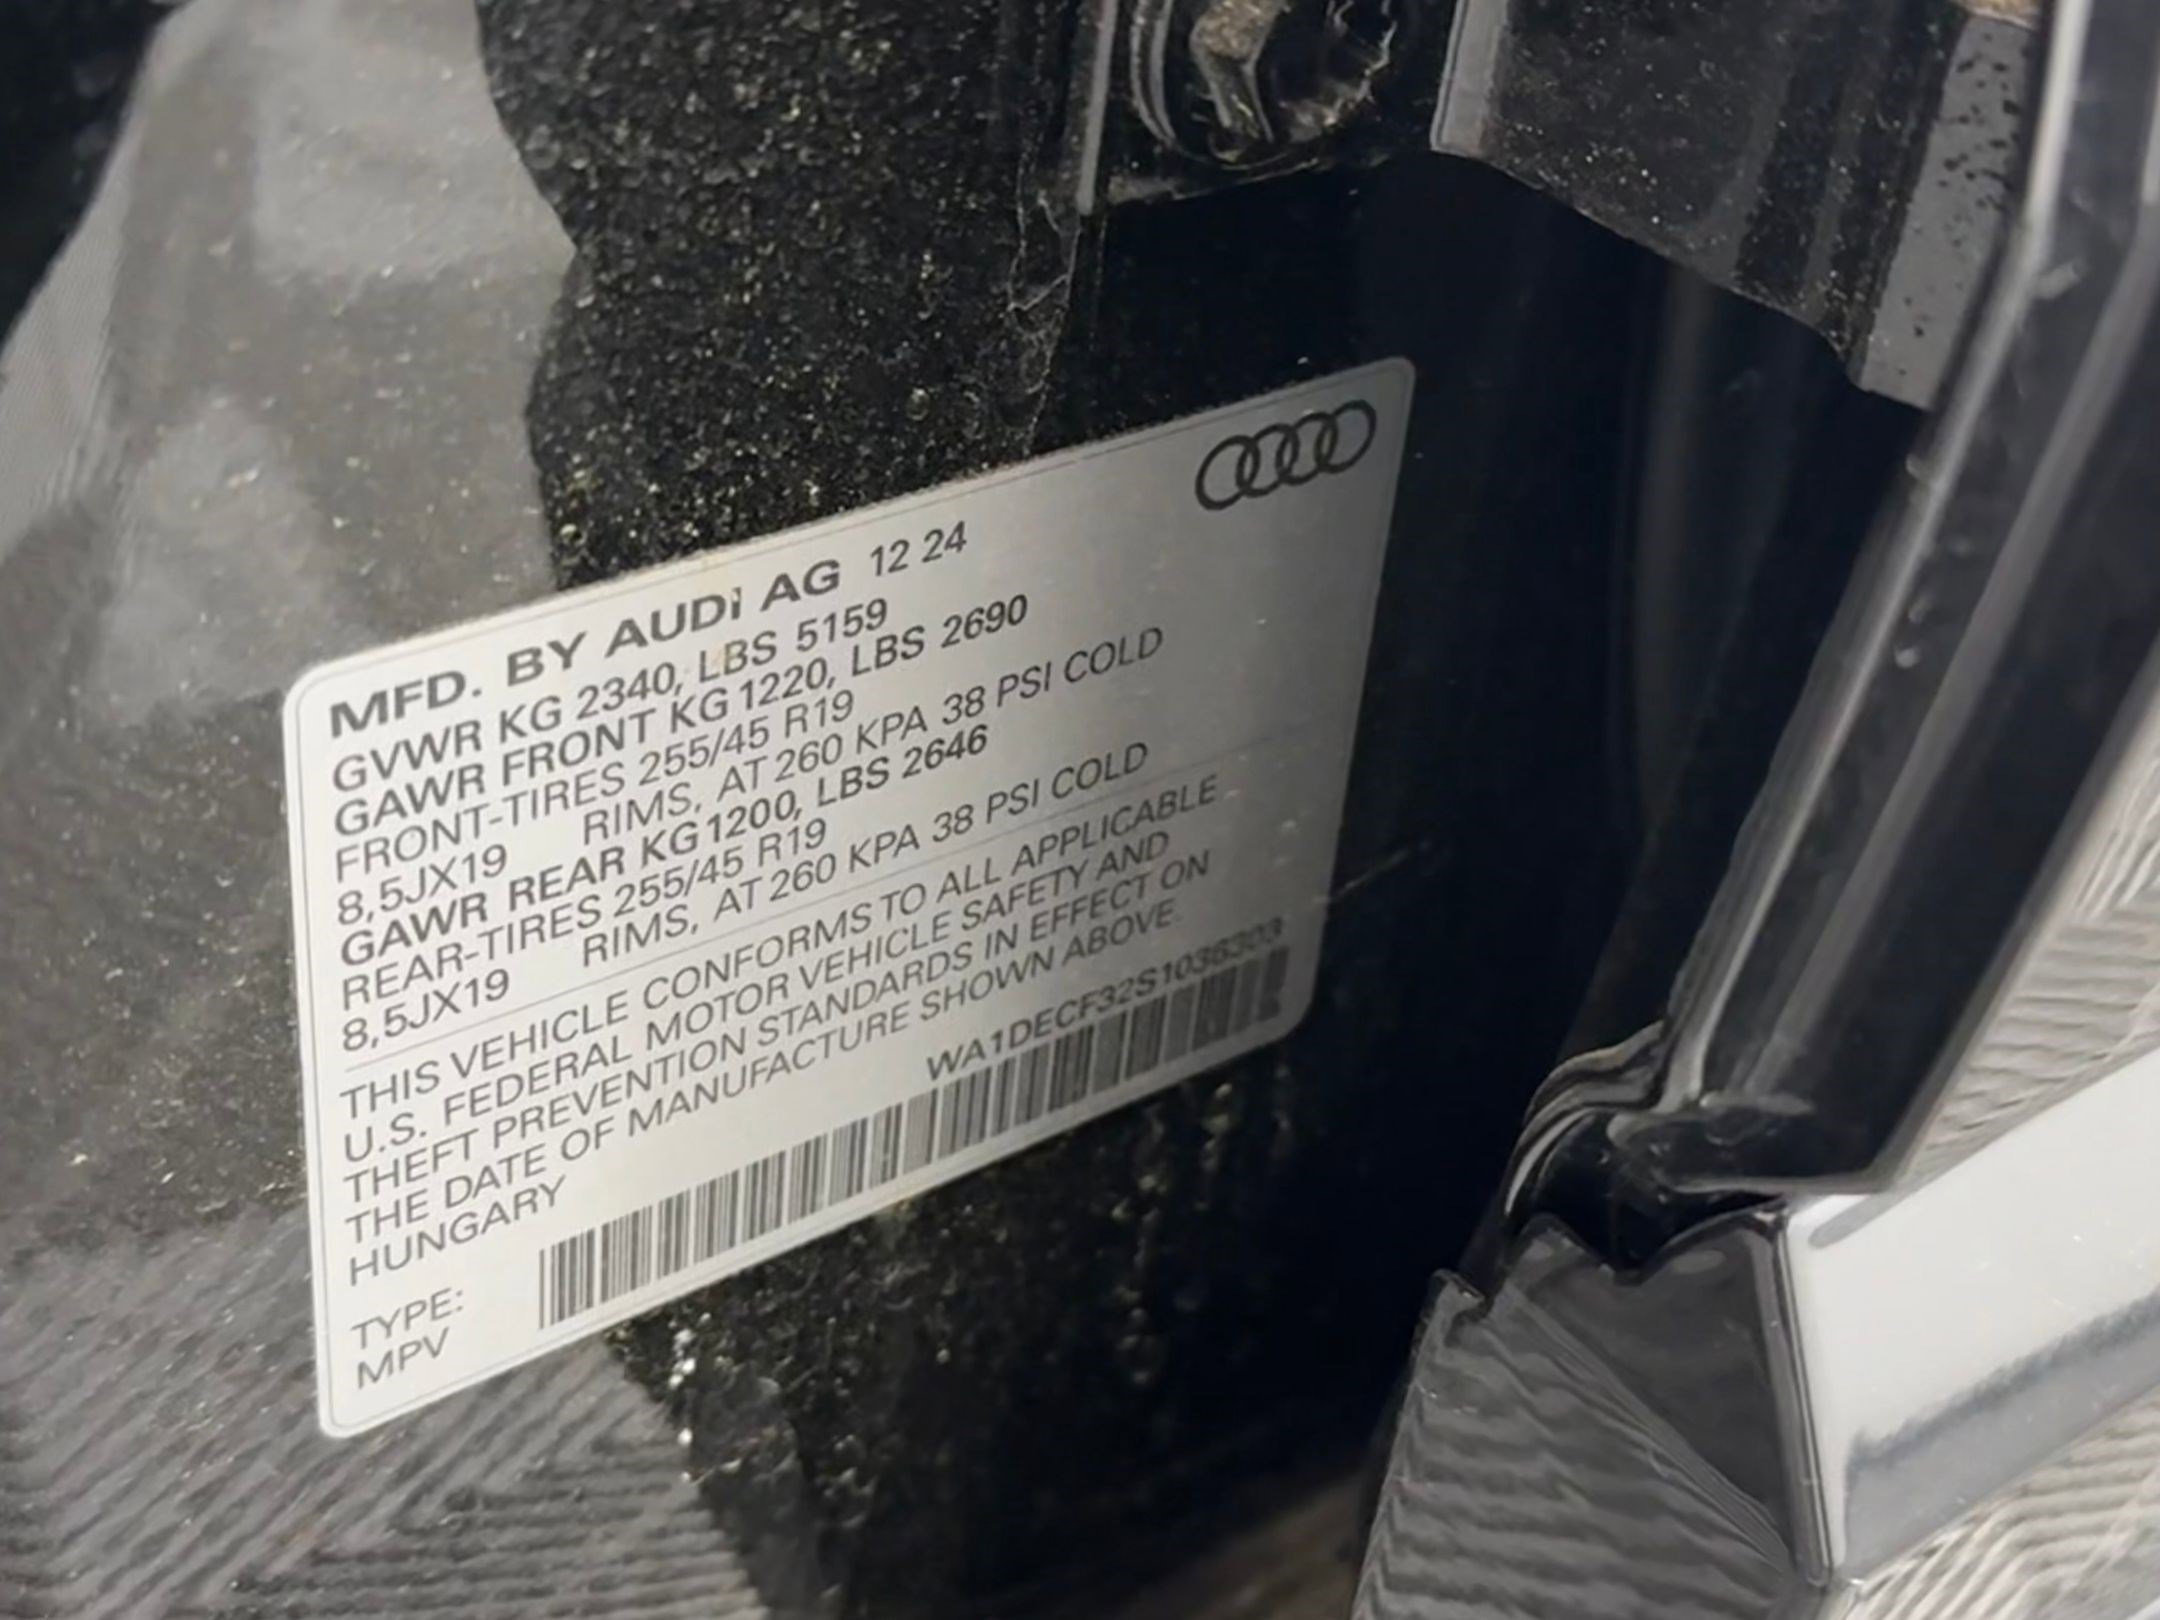 MFD. BY AUDI AG 12 24
GVWR KG 2340, LBS 5159
GAWR FRONT KG 1220, LBS 2690
FRONT-TIRES 255/45 R19
8,5JX19 RIMS, AT 260 KPA 38 PSI COLD
GAWR REAR KG 1200, LBS 2646
REAR-TIRES 255/45 R19
8,5JX19 RIMS, AT 260 KPA 38 PSI COLD
THIS VEHICLE CONFORMS TO ALL APPLICABLE
U.S. FEDERAL MOTOR VEHICLE SAFETY AND
THEFT PREVENTION STANDARDS IN EFFECT ON
THE DATE OF MANUFACTURE SHOWN ABOVE.
HUNGARY
WA1DECF32S1036303
TYPE:
MPV